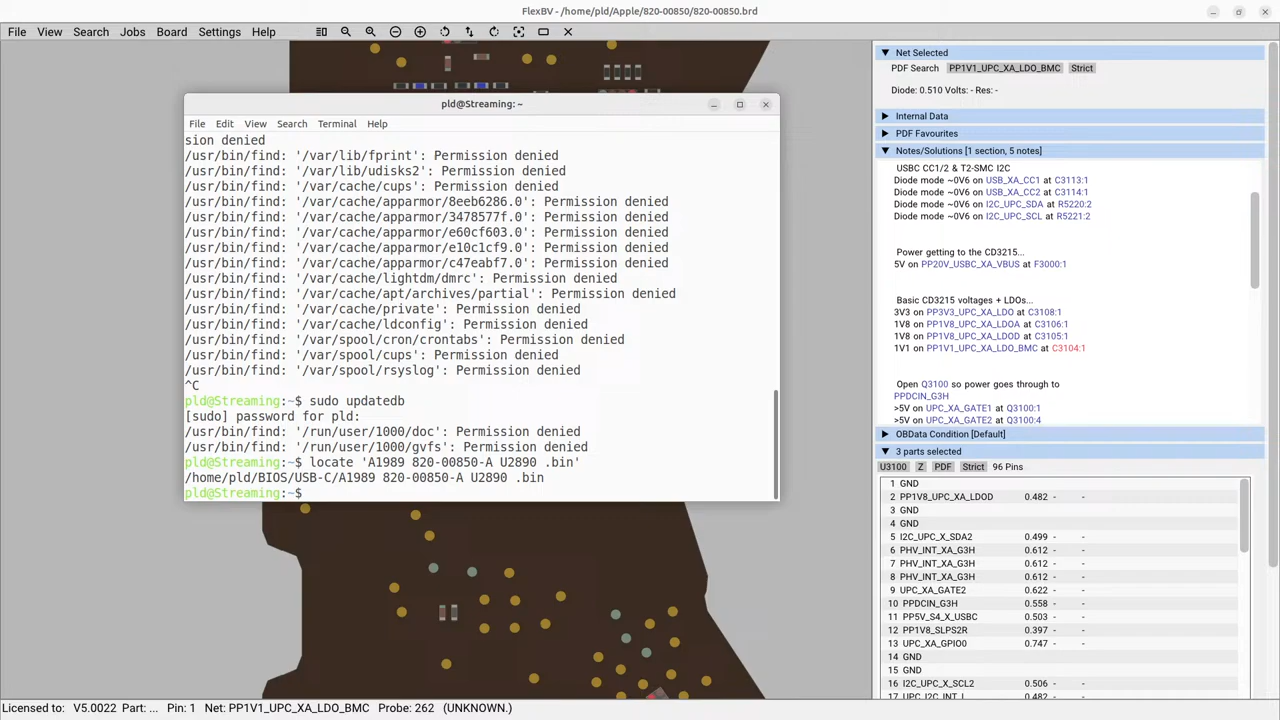 FlexBV - /home/pld/Apple/820-00850/820-00850.brd
File View Search Jobs Board Settings Help
pld@Streaming: ~
File Edit View Search Terminal Help
sion denied
/usr/bin/find: '/var/lib/fprint': Permission denied
/usr/bin/find: '/var/lib/udisks2': Permission denied
/usr/bin/find: '/var/cache/cups': Permission denied
/usr/bin/find: '/var/cache/apparmor/8eeb6286.0': Permission denied
/usr/bin/find: '/var/cache/apparmor/3478577f.0': Permission denied
/usr/bin/find: '/var/cache/apparmor/e60cf603.0': Permission denied
/usr/bin/find: '/var/cache/apparmor/e10c1cf9.0': Permission denied
/usr/bin/find: '/var/cache/apparmor/c47eabf7.0': Permission denied
/usr/bin/find: '/var/cache/lightdm/dmrc': Permission denied
/usr/bin/find: '/var/cache/apt/archives/partial': Permission denied
/usr/bin/find: '/var/cache/private': Permission denied
/usr/bin/find: '/var/cache/ldconfig': Permission denied
/usr/bin/find: '/var/spool/cron/crontabs': Permission denied
/usr/bin/find: '/var/spool/cups': Permission denied
/usr/bin/find: '/var/spool/rsyslog': Permission denied
^C
pld@Streaming:~$ sudo updatedb
[sudo] password for pld:
/usr/bin/find: '/run/user/1000/doc': Permission denied
/usr/bin/find: '/run/user/1000/gvfs': Permission denied
pld@Streaming:~$ locate 'A1989 820-00850-A U2890 .bin'
/home/pld/BIOS/USB-C/A1989 820-00850-A U2890 .bin
pld@Streaming:~$
Net Selected
PDF Search PP1V1_UPC_XA_LDO_BMC Strict
Diode: 0.510 Volts: - Res: -
Internal Data
PDF Favourites
Notes/Solutions [1 section, 5 notes]
USBC CC1/2 & T2-SMC I2C
Diode mode ~0V6 on USB_XA_CC1 at C3113:1
Diode mode ~0V6 on USB_XA_CC2 at C3114:1
Diode mode ~0V6 on I2C_UPC_SDA at R5220:2
Diode mode ~0V6 on I2C_UPC_SCL at R5221:2
Power getting to the CD3215...
5V on PP20V_USBC_XA_VBUS at F3000:1
Basic CD3215 voltages + LDOs...
3V3 on PP3V3_UPC_XA_LDO at C3108:1
1V8 on PP1V8_UPC_XA_LDOA at C3106:1
1V8 on PP1V8_UPC_XA_LDOD at C3105:1
1V1 on PP1V1_UPC_XA_LDO_BMC at C3104:1
Open Q3100 so power goes through to
PPDCIN_G3H
>5V on UPC_XA_GATE1 at Q3100:1
>5V on UPC_XA_GATE2 at Q3100:4
OBData Condition [Default]
3 parts selected
U3100 Z PDF Strict 96 Pins
1 GND
2 PP1V8_UPC_XA_LDOD 0.482 - -
3 GND
4 GND
5 I2C_UPC_X_SDA2 0.499 - -
6 PHV_INT_XA_G3H 0.612 - -
7 PHV_INT_XA_G3H 0.612 - -
8 PHV_INT_XA_G3H 0.612 - -
9 UPC_XA_GATE2 0.622 - -
10 PPDCIN_G3H 0.558 - -
11 PP5V_S4_X_USBC 0.503 - -
12 PP1V8_SLPS2R 0.397 - -
13 UPC_XA_GPIO0 0.747 - -
14 GND
15 GND
16 I2C_UPC_X_SCL2 0.506 - -
17 UPC_I2C_INT_L 0.482 - -
Licensed to: V5.0022 Part: ... Pin: 1 Net: PP1V1_UPC_XA_LDO_BMC Probe: 262 (UNKNOWN.)